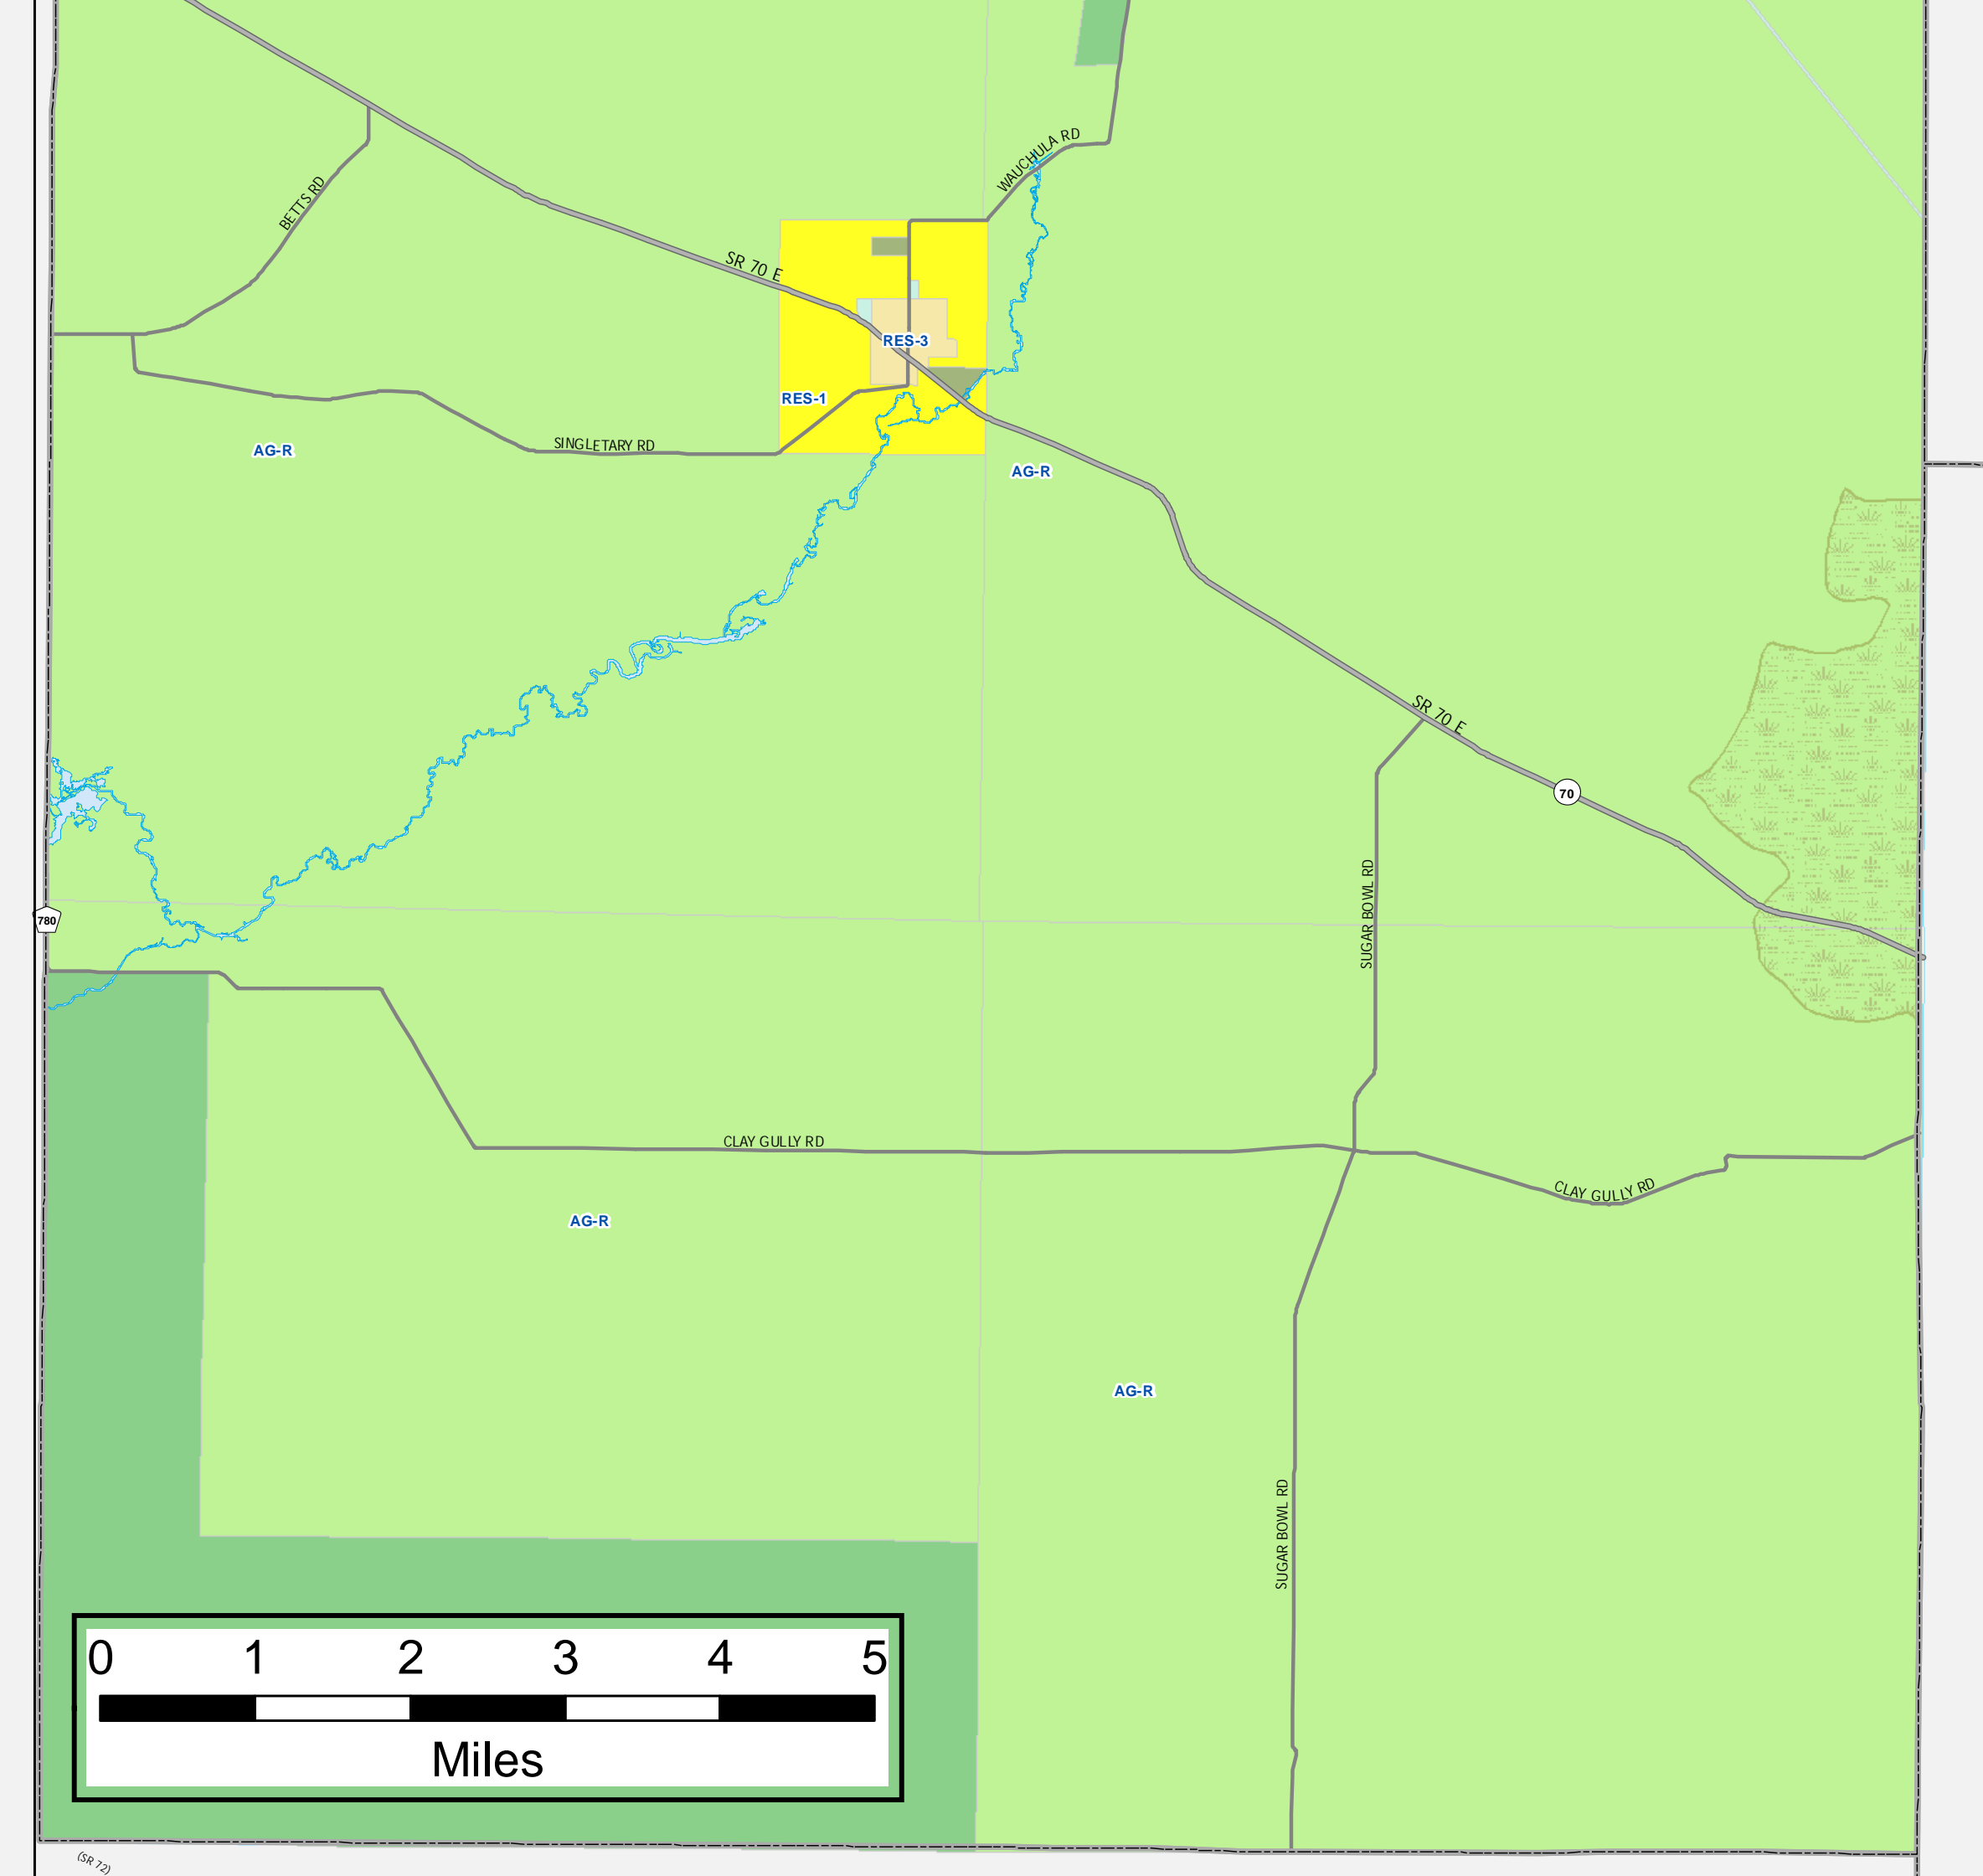 WAUCHULA RD
BETTS RD
SR 70 E
RES-3
RES-1
SINGLETARY RD
AG-R
AG-R
SR 70 E
70
SUGAR BOWL RD
780
CLAY GULLY RD
CLAY GULLY RD
AG-R
AG-R
SUGAR BOWL RD
0 1 2 3 4 5
Miles
(SR 72)